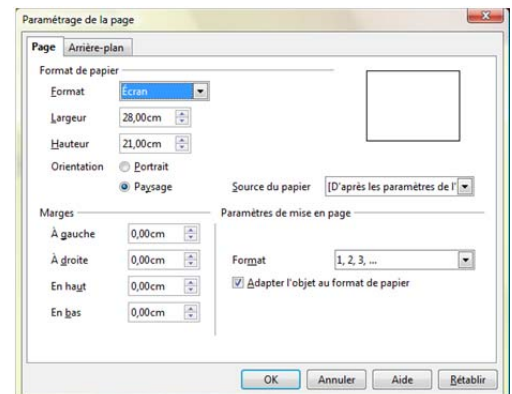 Paramétrage de la page
Page Arrière-plan
Format de papier
Format Écran
Largeur 28,00cm
Hauteur 21,00cm
Orientation Portrait
Paysage Source du papier [D'après les paramètres de l'
Marges Paramètres de mise en page
À gauche 0,00cm
À droite 0,00cm Format 1, 2, 3, ...
En haut 0,00cm Adapter l'objet au format de papier
En bas 0,00cm
OK Annuler Aide Rétablir